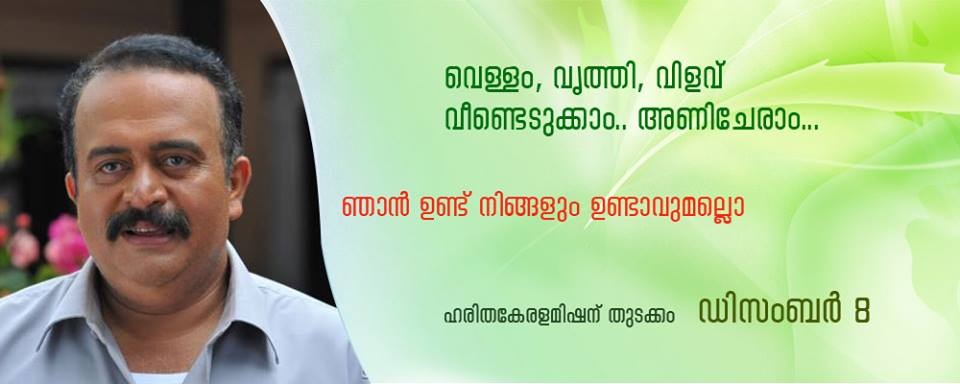 വെള്ളം, വൃത്തി, വിളവ്
വീണ്ടെടുക്കാം.. അണിചേരാം...
ഞാൻ ഉണ്ട് നിങ്ങളും ഉണ്ടാവുമല്ലൊ
ഹരിതകേരളമിഷന് തുടക്കം ഡിസംബർ 8